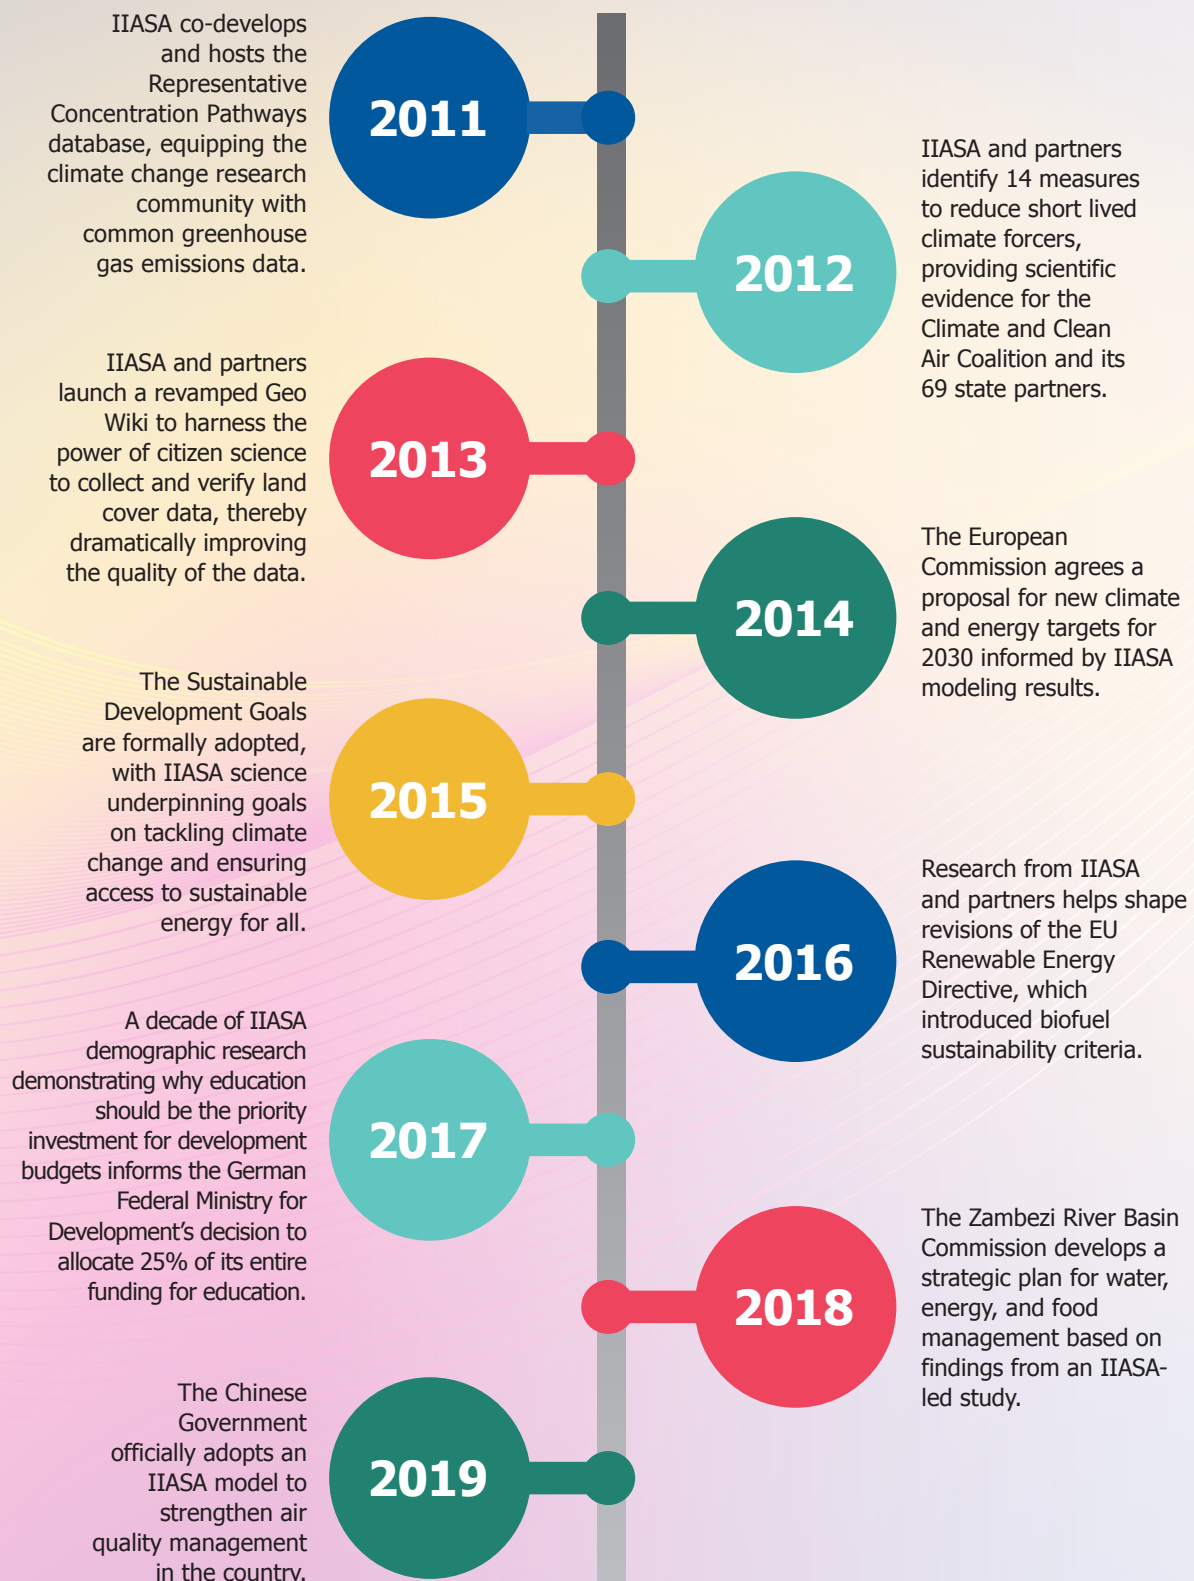 IIASA co-develops
and hosts the
Representative
Concentration Pathways
database, equipping the
climate change research
community with
common greenhouse
gas emissions data.
2011
IIASA and partners
identify 14 measures
to reduce short lived
climate forcers,
providing scientific
evidence for the
Climate and Clean
Air Coalition and its
69 state partners.
2012
IIASA and partners
launch a revamped Geo
Wiki to harness the
power of citizen science
to collect and verify land
cover data, thereby
dramatically improving
the quality of the data.
2013
The European
Commission agrees a
proposal for new climate
and energy targets for
2030 informed by IIASA
modeling results.
2014
The Sustainable
Development Goals
are formally adopted,
with IIASA science
underpinning goals
on tackling climate
change and ensuring
access to sustainable
energy for all.
2015
Research from IIASA
and partners helps shape
revisions of the EU
Renewable Energy
Directive, which
introduced biofuel
sustainability criteria.
2016
A decade of IIASA
demographic research
demonstrating why education
should be the priority
investment for development
budgets informs the German
Federal Ministry for
Development’s decision to
allocate 25% of its entire
funding for education.
2017
The Zambezi River Basin
Commission develops a
strategic plan for water,
energy, and food
management based on
findings from an IIASA-
led study.
2018
The Chinese
Government
officially adopts an
IIASA model to
strengthen air
quality management
in the country.
2019